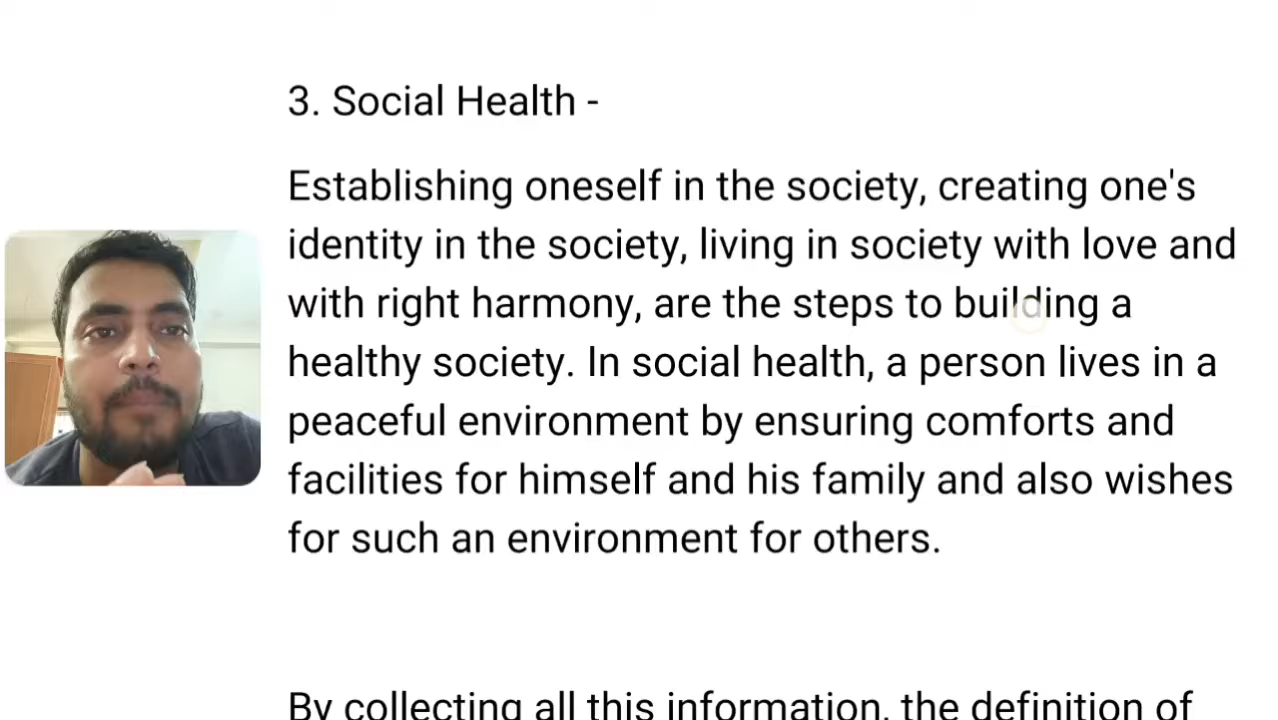 3. Social Health -
Establishing oneself in the society, creating one's
identity in the society, living in society with love and
with right harmony, are the steps to building a
healthy society. In social health, a person lives in a
peaceful environment by ensuring comforts and
facilities for himself and his family and also wishes
for such an environment for others.
By collecting all this information, the definition of